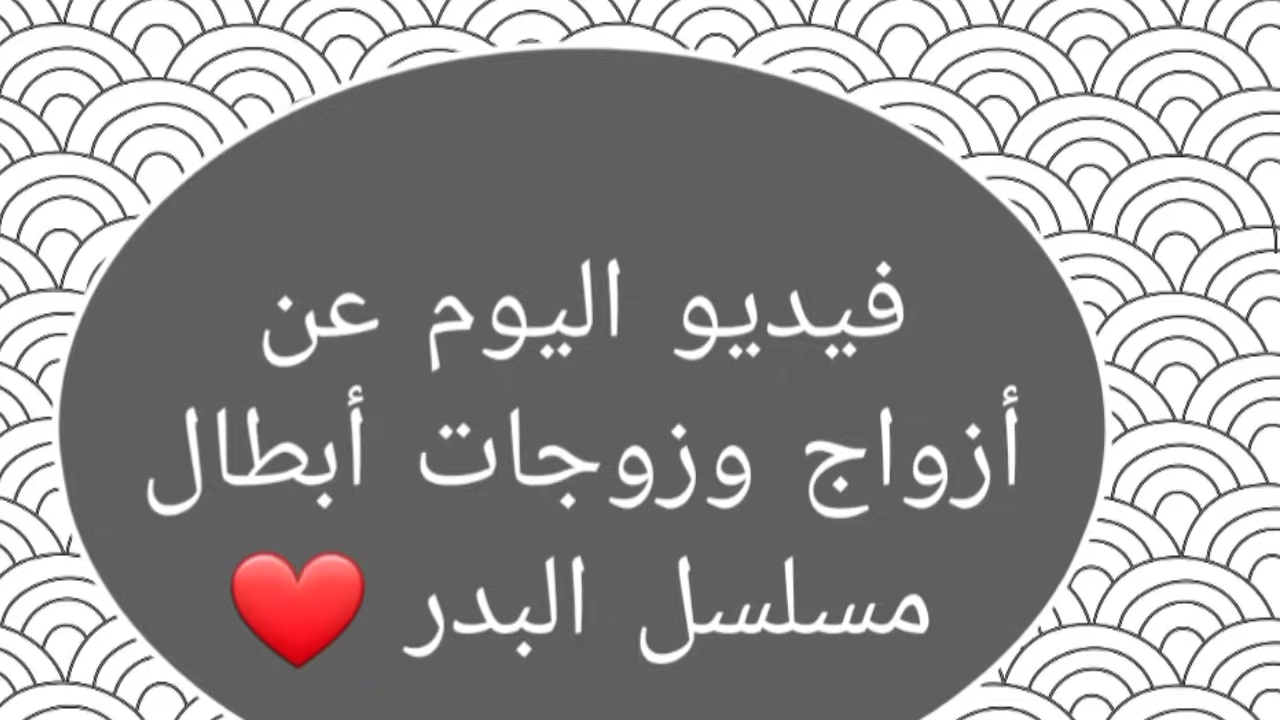 فيديو اليوم عن
أزواج وزوجات أبطال
مسلسل البدر ❤️